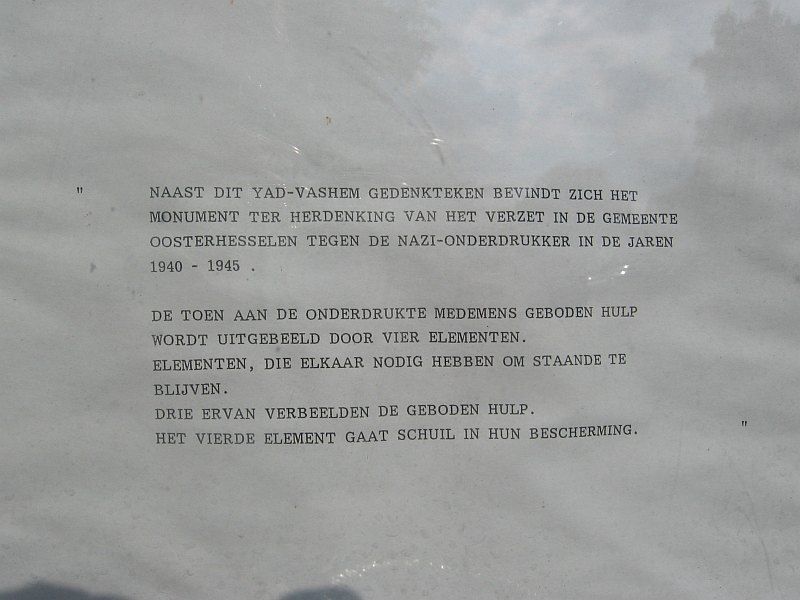 " NAAST DIT YAD-VASHEM GEDENKTEKEN BEVINDT ZICH HET
MONUMENT TER HERDENKING VAN HET VERZET IN DE GEMEENTE
OOSTERHESSELEN TEGEN DE NAZI-ONDERDRUKKER IN DE JAREN
1940 - 1945 .
DE TOEN AAN DE ONDERDRUKTE MEDEMENS GEBODEN HULP
WORDT UITGEBEELD DOOR VIER ELEMENTEN.
ELEMENTEN, DIE ELKAAR NODIG HEBBEN OM STAANDE TE
BLIJVEN.
DRIE ERVAN VERBEELDEN DE GEBODEN HULP.
HET VIERDE ELEMENT GAAT SCHUIL IN HUN BESCHERMING. "